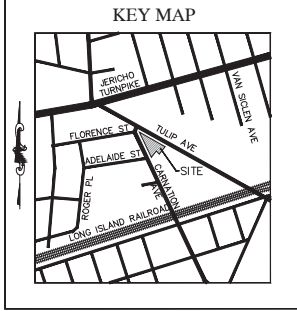 KEY MAP
JERICHO
TURNPIKE
VAN SICLEN AVE
FLORENCE ST
TULIP AVE
ADELAIDE ST
SITE
ROGER PL
CARNATION
AVE
LONG ISLAND RAILROAD